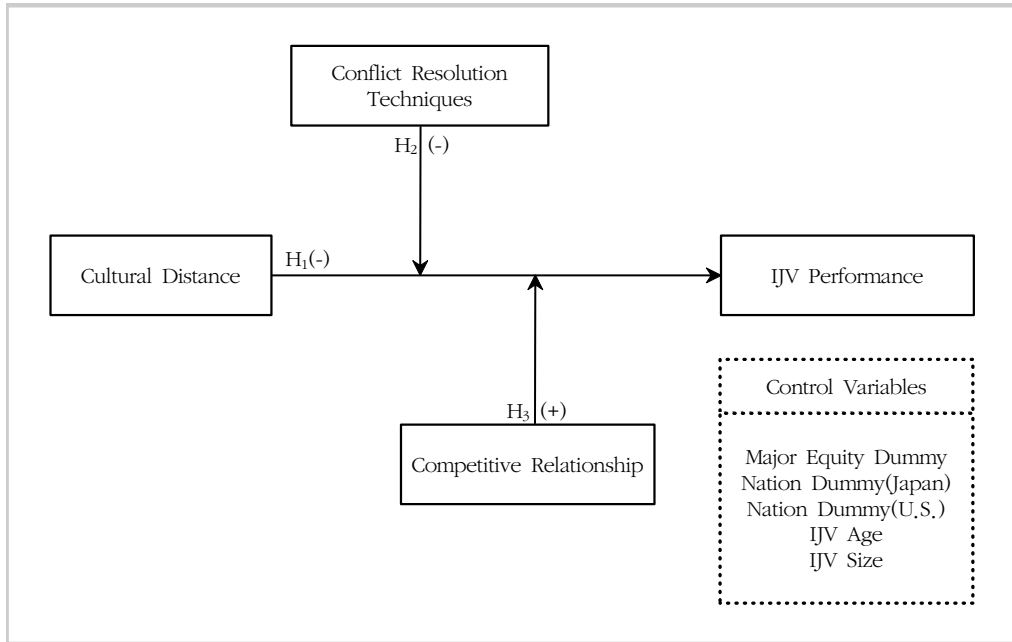 Conflict Resolution
Techniques
H₂ (-)
Cultural Distance
H₁(-)
IJV Performance
H₃ (+)
Competitive Relationship
Control Variables
Major Equity Dummy
Nation Dummy(Japan)
Nation Dummy(U.S.)
IJV Age
IJV Size